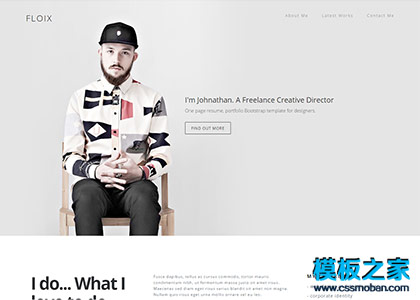 FLOIX
About Me Latest Works Contact Me
I'm Johnathan. A Freelance Creative Director
One page resume, portfolio Bootstrap template for designers.
FIND OUT MORE
I do... What I
love to do
Fusce dapibus, tellus ac cursus commodo, tortor mauris
condimentum nibh, ut fermentum massa justo sit amet risus.
Maecenas sed diam eget risus varius blandit sit amet non magna.
Nullam quis risus eget urna mollis ornare vel eu leo.
- corporate identity
模板之家
www.cssmoban.com